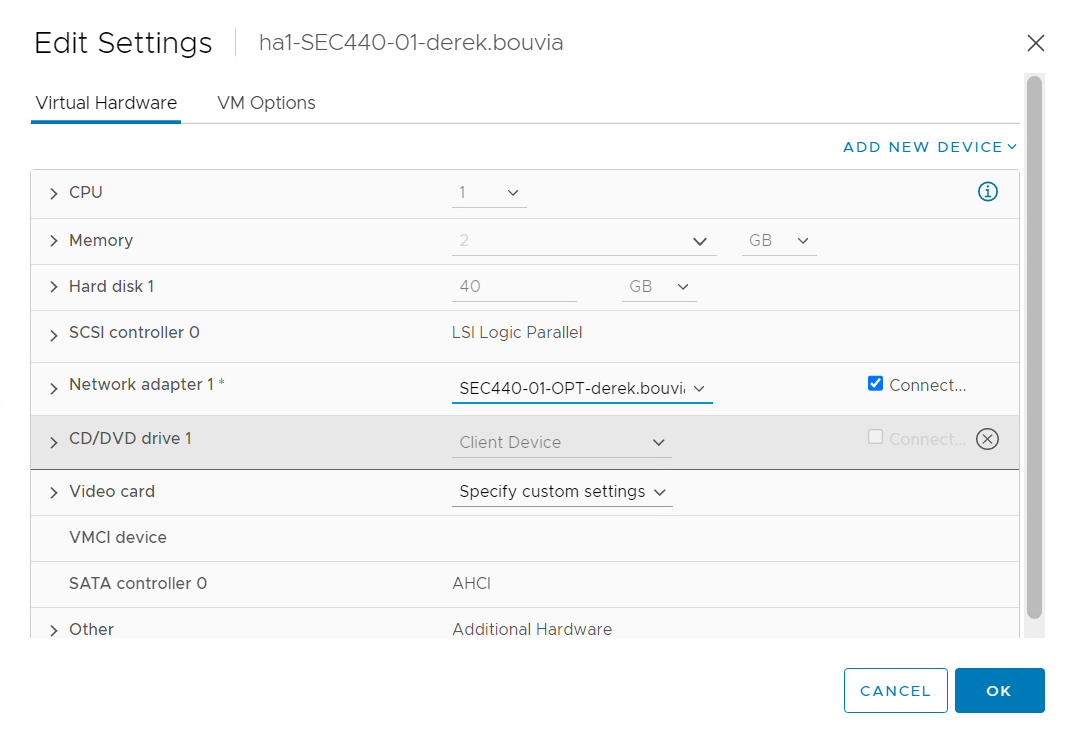 Edit Settings ha1-SEC440-01-derek.bouvia
Virtual Hardware VM Options
ADD NEW DEVICE
CPU 1
Memory 2 GB
Hard disk 1 40 GB
SCSI controller 0 LSI Logic Parallel
Network adapter 1 * SEC440-01-OPT-derek.bouvia Connect...
CD/DVD drive 1 Client Device Connect...
Video card Specify custom settings
VMCI device
SATA controller 0 AHCI
Other Additional Hardware
CANCEL OK